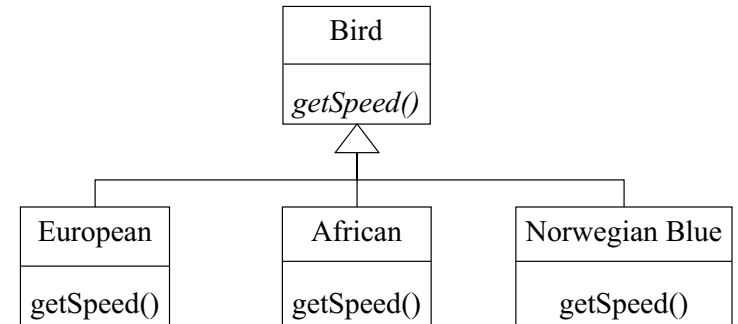 Bird
getSpeed()
European
African
Norwegian Blue
getSpeed()
getSpeed()
getSpeed()